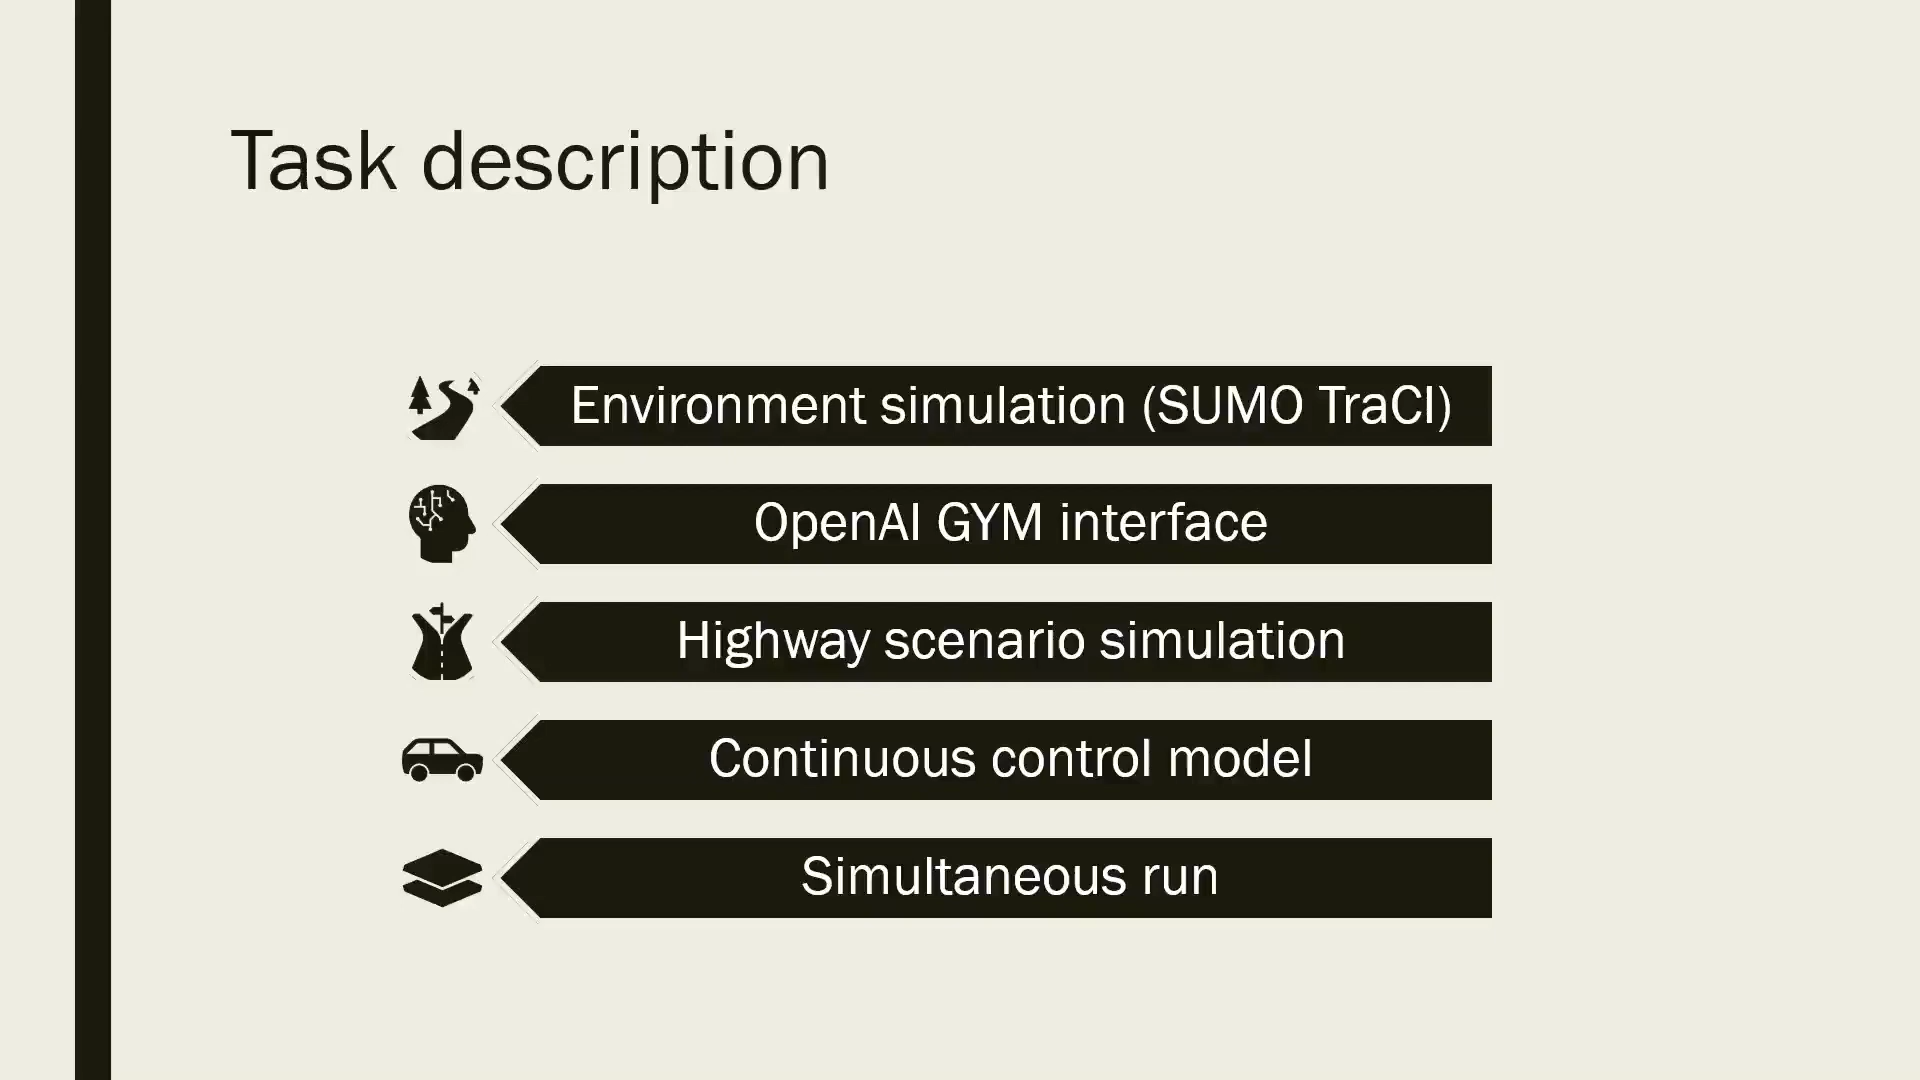 Task description
Environment simulation (SUMO TraCI)
OpenAI GYM interface
Highway scenario simulation
Continuous control model
Simultaneous run